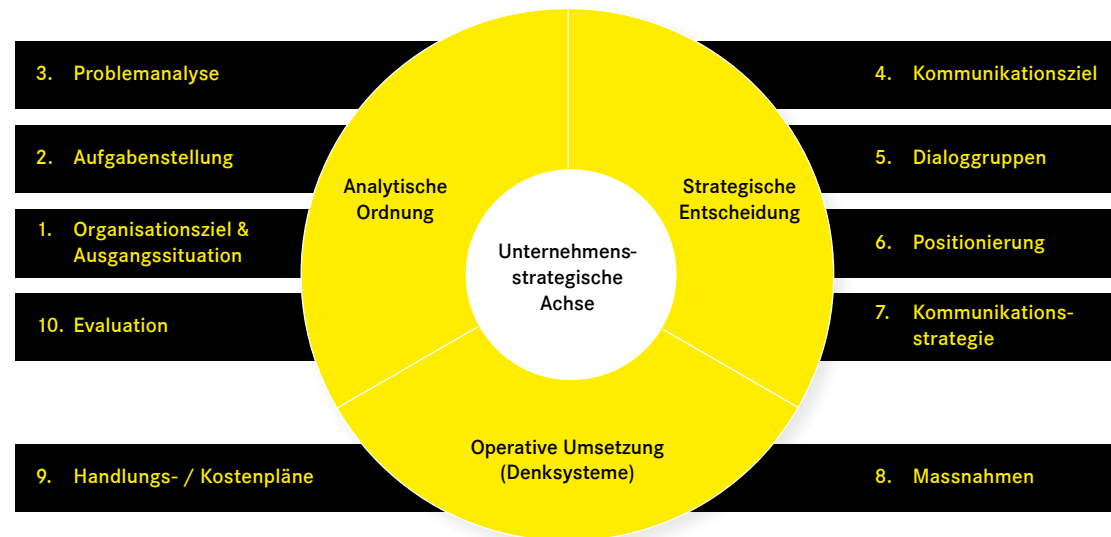 3. Problemanalyse
4. Kommunikationsziel
2. Aufgabenstellung
5. Dialoggruppen
Analytische
Ordnung
Strategische
Entscheidung
1. Organisationsziel &
Ausgangssituation
6. Positionierung
Unternehmens-
strategische
Achse
10. Evaluation
7. Kommunikations-
strategie
Operative Umsetzung
(Denksysteme)
9. Handlungs- / Kostenpläne
8. Massnahmen